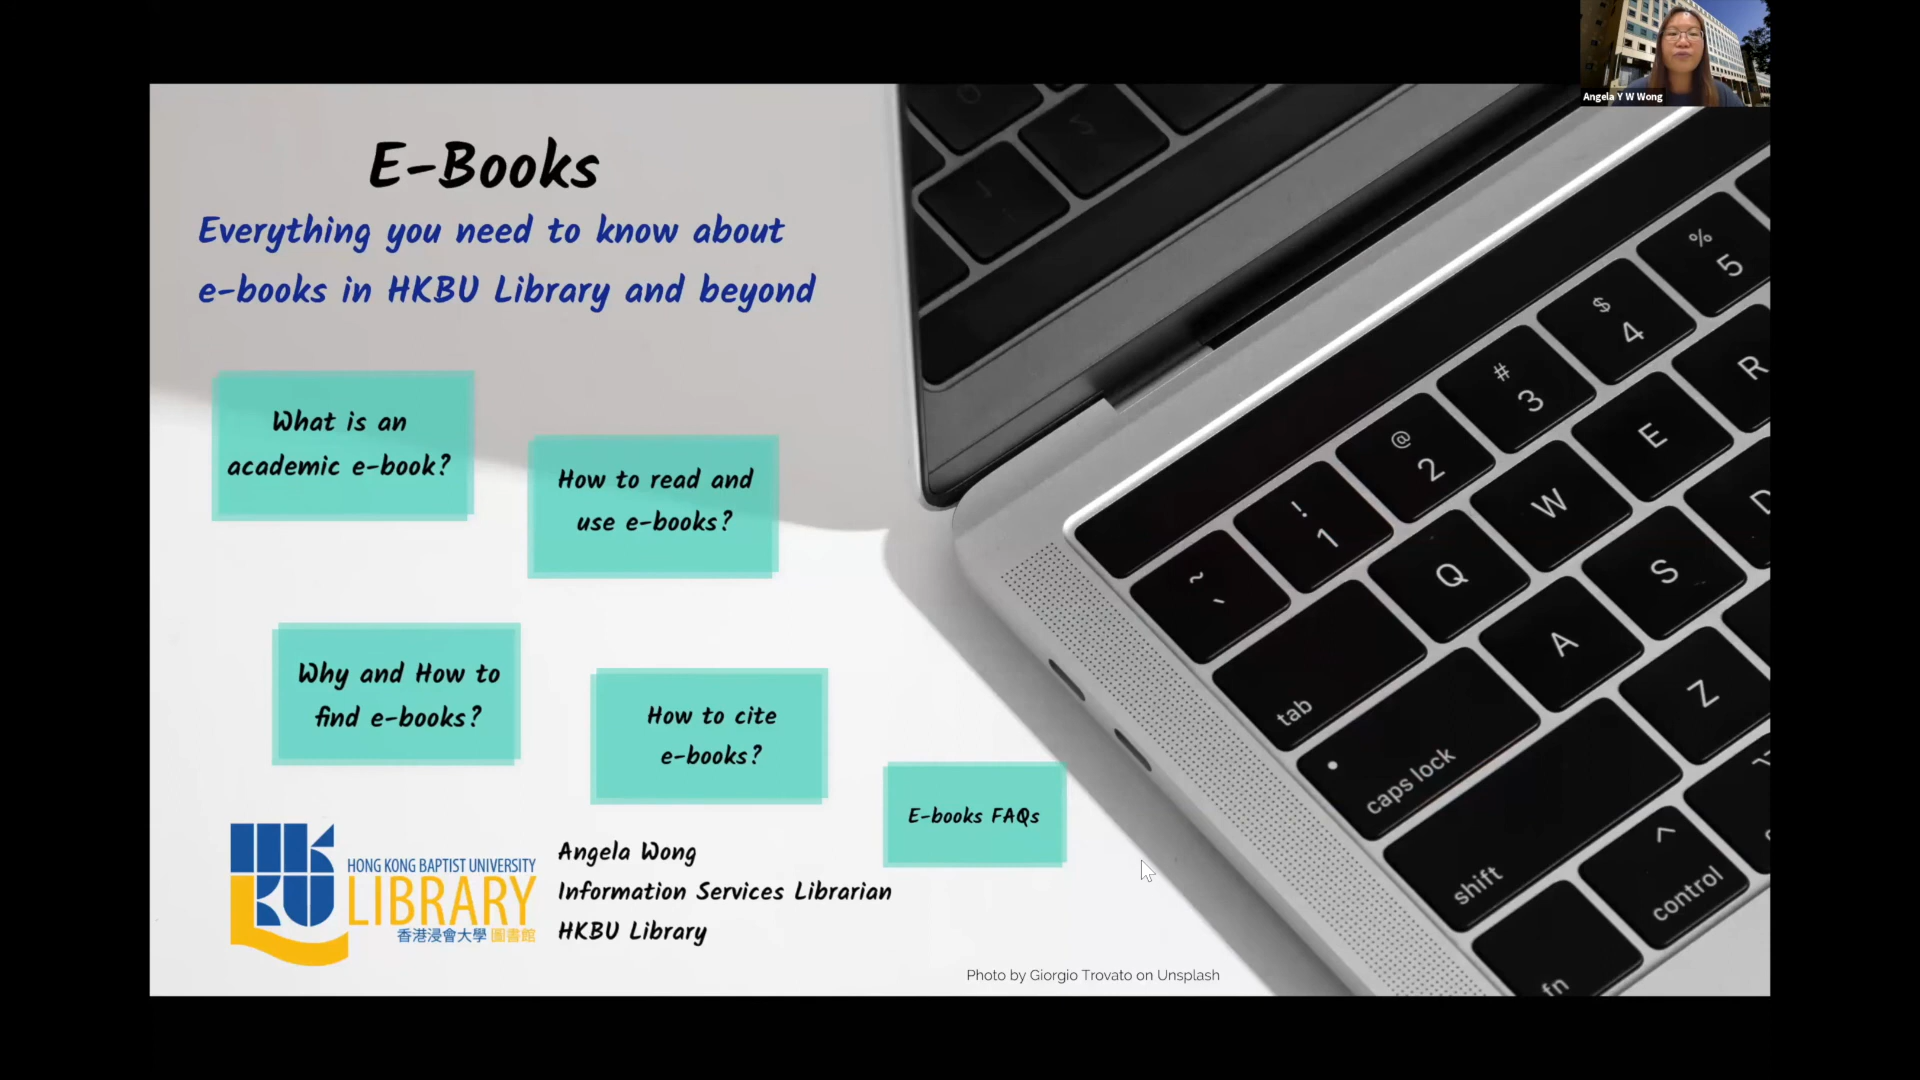 Angela Y W Wong
E-Books
Everything you need to know about
e-books in HKBU Library and beyond
What is an
academic e-book?
How to read and
use e-books?
Why and How to
find e-books?
How to cite
e-books?
E-books FAQs
HONG KONG BAPTIST UNIVERSITY
LIBRARY
香港浸會大學 圖書館
Angela Wong
Information Services Librarian
HKBU Library
Photo by Giorgio Trovato on Unsplash
%
5
$
4
#
3
@
2
!
1
~
`
R
E
W
Q
D
S
A
Z
tab
caps lock
shift
control
fn